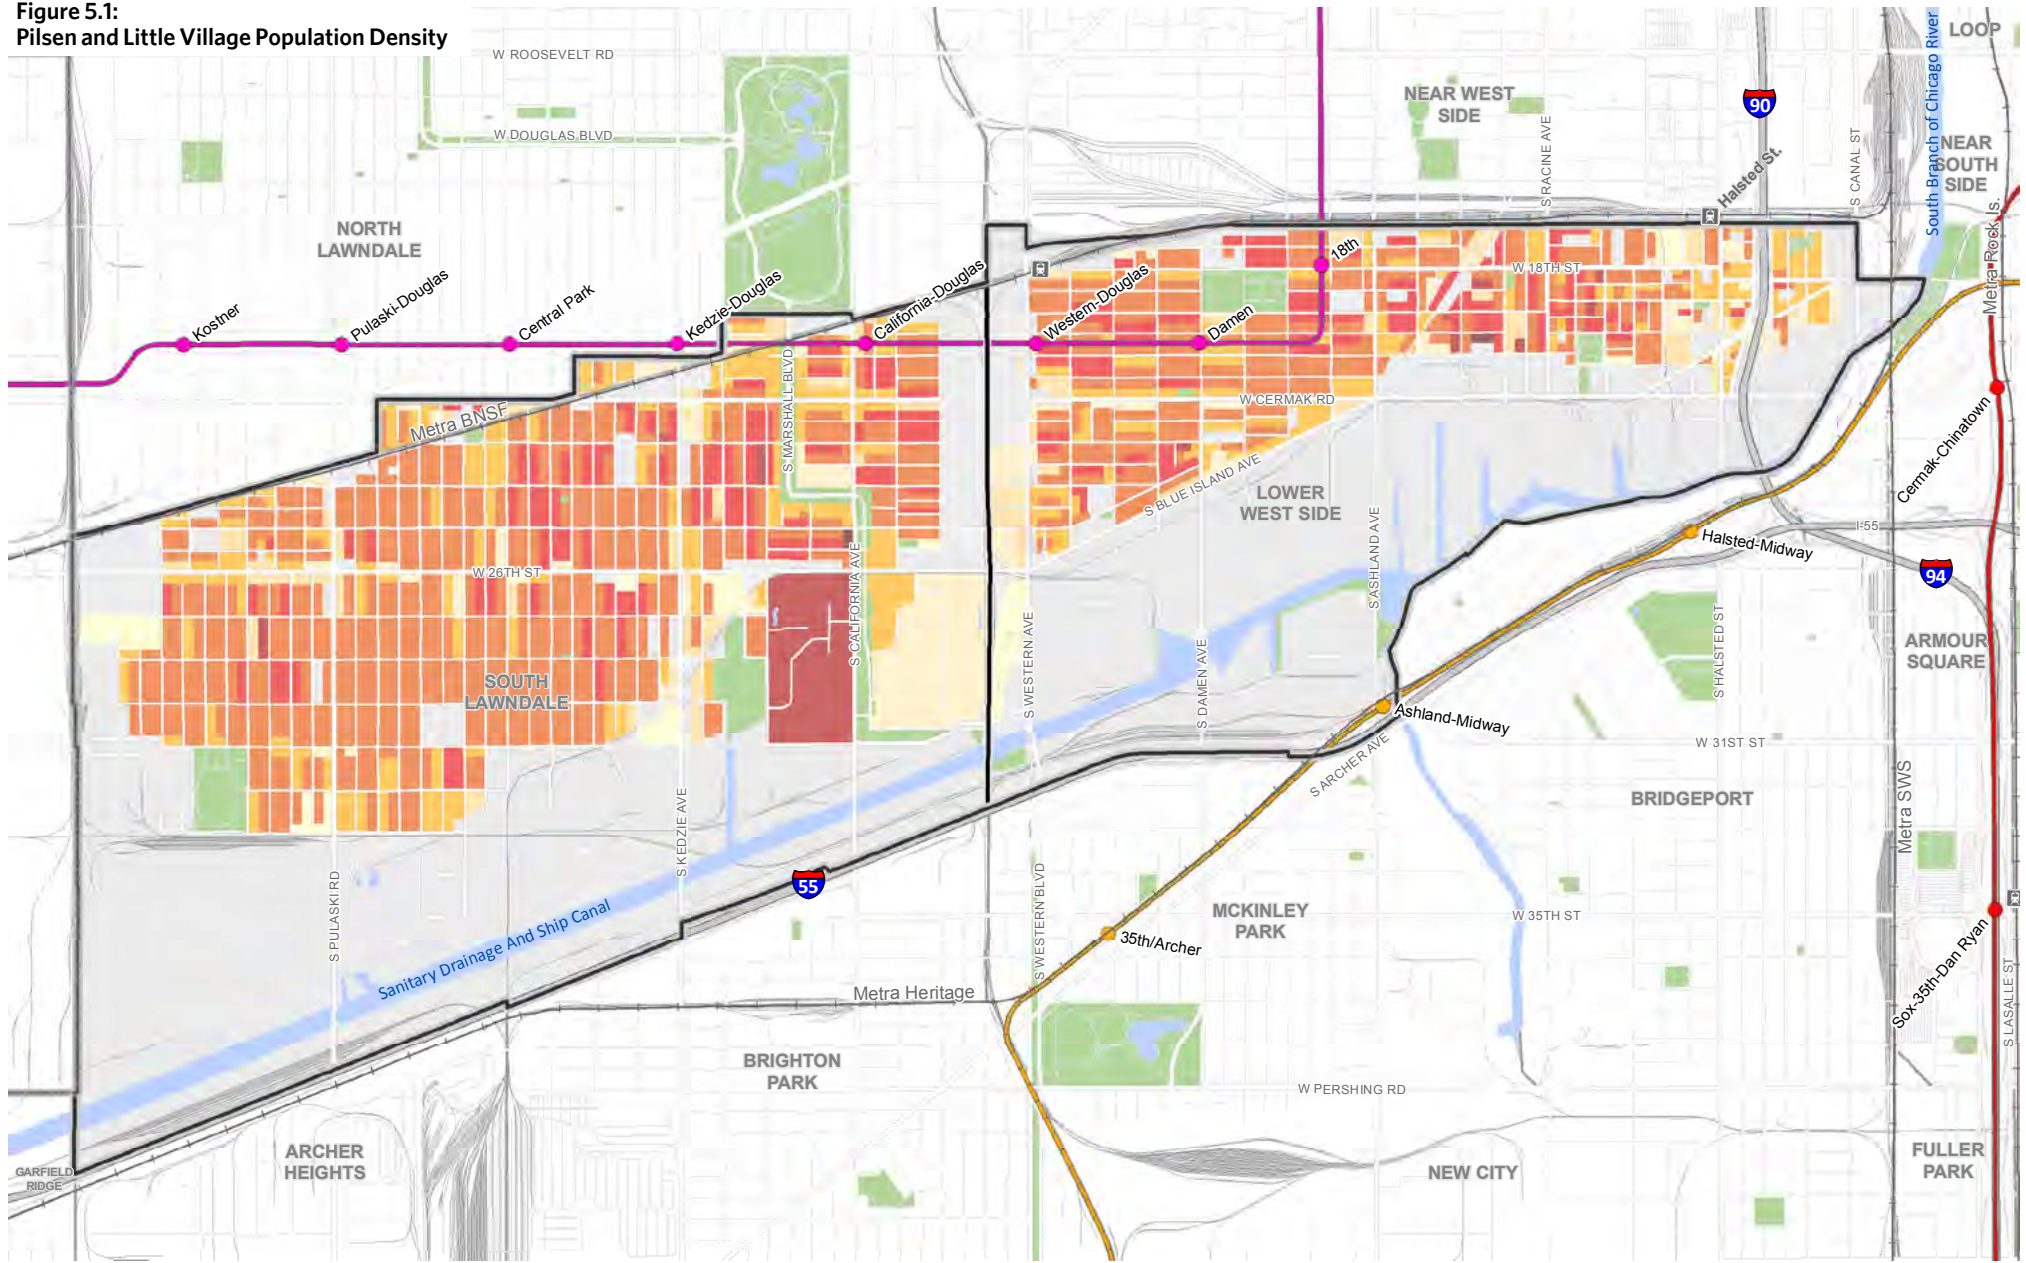 Figure 5.1:
Pilsen and Little Village Population Density
W ROOSEVELT RD
LOOP
NEAR WEST
SIDE
90
South Branch of Chicago River
W DOUGLAS BLVD
S RACINE AVE
S CANAL ST
NEAR
SOUTH
SIDE
Halsted St.
NORTH
LAWNDALE
Metra Rock Is.
18th
W 18TH ST
Kostner
Pulaski-Douglas
Central Park
Kedzie-Douglas
California-Douglas
Western-Douglas
Damen
S MARSHALL BLVD
W CERMAK RD
Metra BNSF
Cermak-Chinatown
S BLUE ISLAND AVE
LOWER
WEST SIDE
S ASHLAND AVE
I-55
Halsted-Midway
94
W 26TH ST
S CALIFORNIA AVE
S WESTERN AVE
S DAMEN AVE
S HALSTED ST
ARMOUR
SQUARE
SOUTH
LAWNDALE
Ashland-Midway
W 31ST ST
S ARCHER AVE
BRIDGEPORT
Metra SWS
S KEDZIE AVE
55
S PULASKI RD
S WESTERN BLVD
MCKINLEY
PARK
W 35TH ST
35th/Archer
Sanitary Drainage And Ship Canal
Sox-35th-Dan Ryan
S LASALLE ST
Metra Heritage
BRIGHTON
PARK
W PERSHING RD
ARCHER
HEIGHTS
GARFIELD
RIDGE
NEW CITY
FULLER
PARK